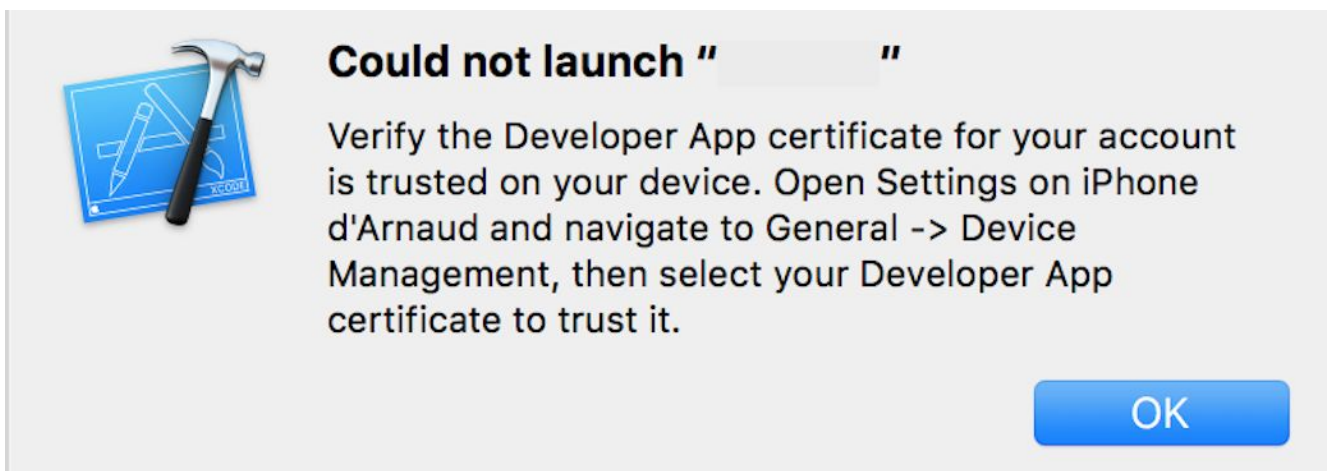 Could not launch " "
Verify the Developer App certificate for your account
is trusted on your device. Open Settings on iPhone
d'Arnaud and navigate to General -> Device
Management, then select your Developer App
certificate to trust it.
XCODE
OK